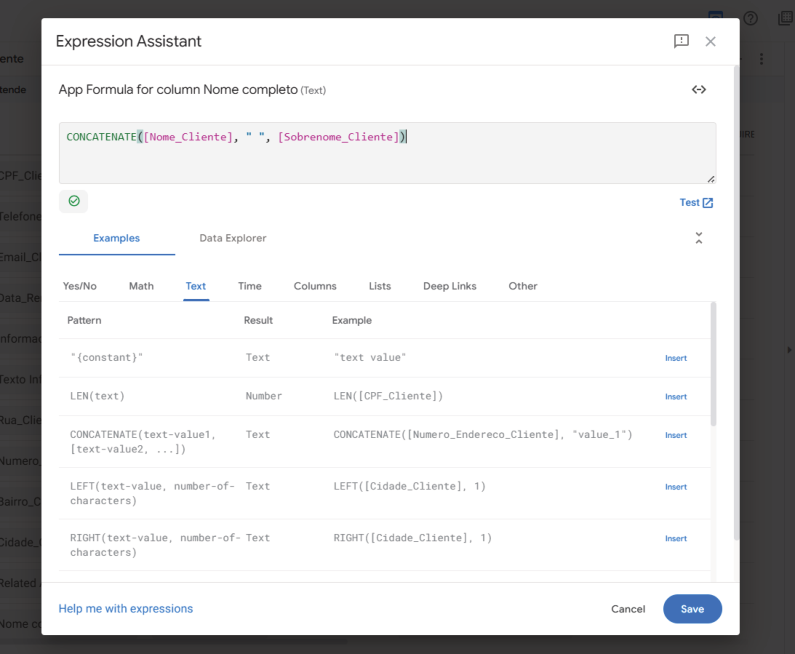 Expression Assistant
App Formula for column Nome completo (Text)
CONCATENATE([Nome_Cliente], " ", [Sobrenome_Cliente])
Test
Examples Data Explorer
Yes/No Math Text Time Columns Lists Deep Links Other
Pattern Result Example
"{constant}" Text "text value" Insert
LEN(text) Number LEN([CPF_Cliente]) Insert
CONCATENATE(text-value1, Text CONCATENATE([Numero_Endereco_Cliente], "value_1") Insert
[text-value2, ...])
LEFT(text-value, number-of- Text LEFT([Cidade_Cliente], 1) Insert
characters)
RIGHT(text-value, number-of- Text RIGHT([Cidade_Cliente], 1) Insert
characters)
Help me with expressions Cancel Save
ente
tende
IRE
CPF_Clie
Telefone
Email_C
Data_Re
nformac
Texto Inf
Rua_Clie
Numero
Bairro_C
Cidade_
Related
Nome co